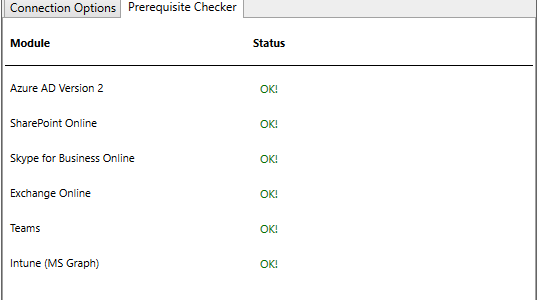 Connection Options Prerequisite Checker
Module Status
Azure AD Version 2 OK!
SharePoint Online OK!
Skype for Business Online OK!
Exchange Online OK!
Teams OK!
Intune (MS Graph) OK!